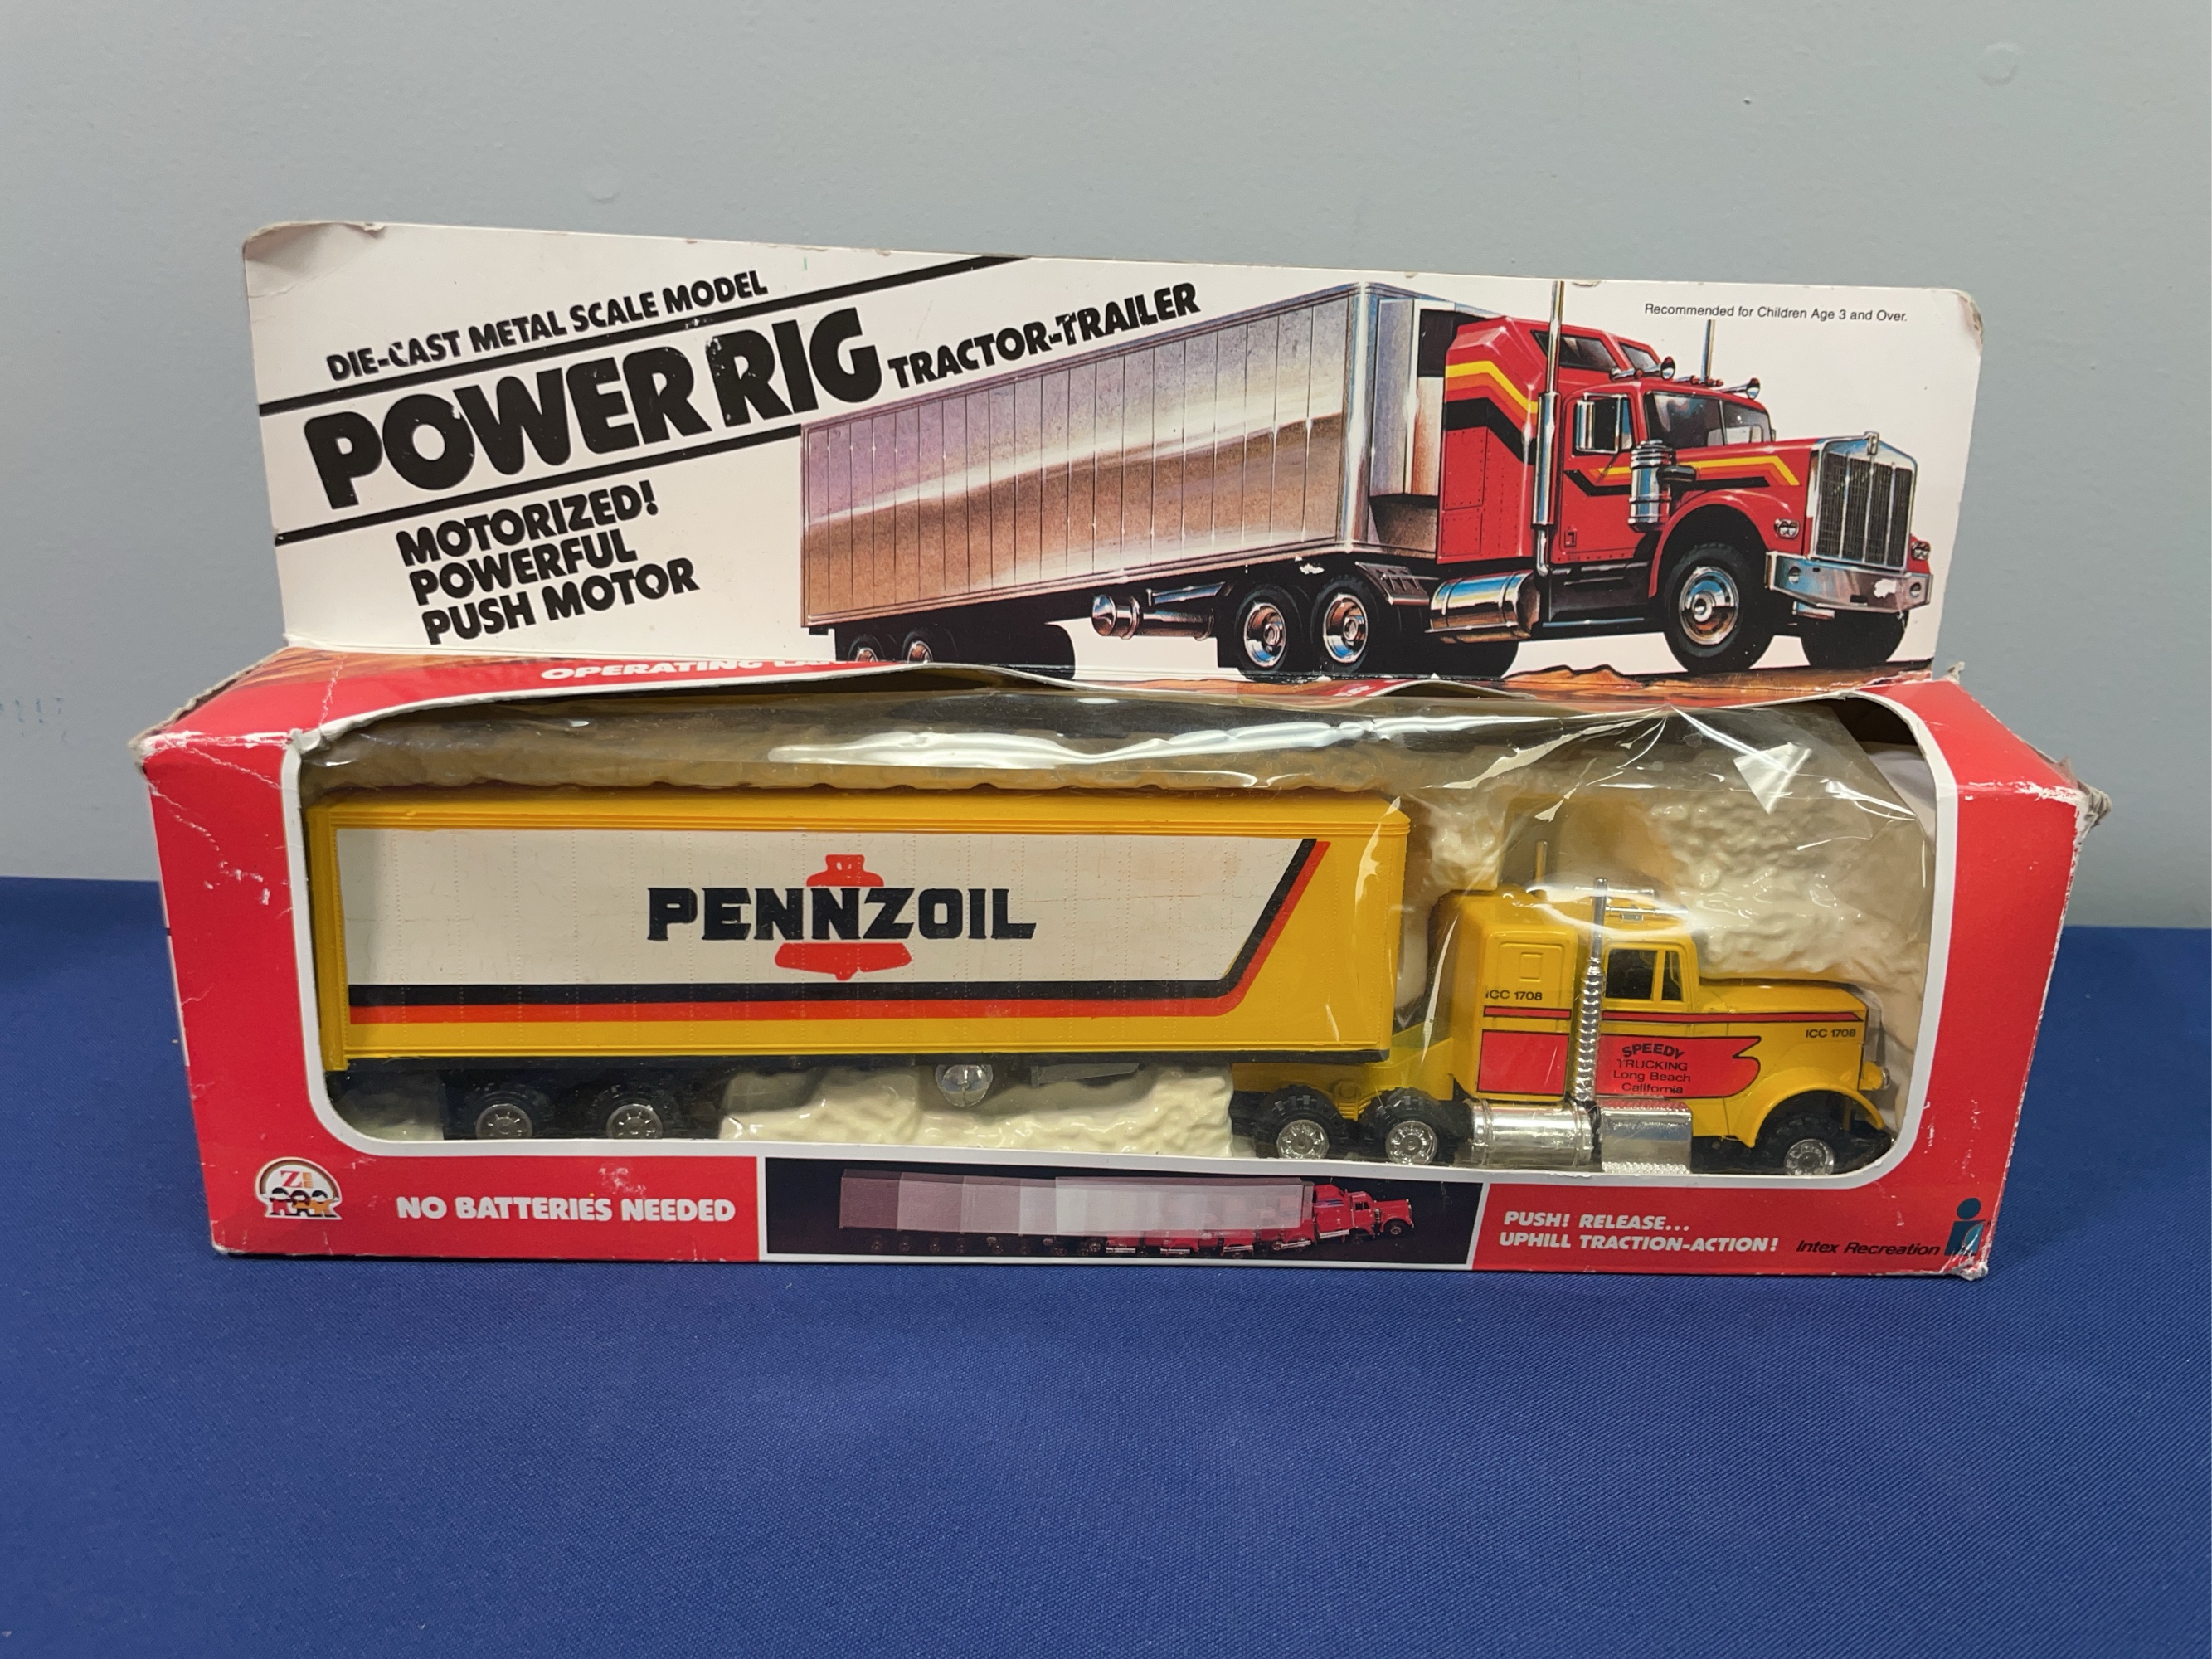 DIE-CAST METAL SCALE MODEL
POWER RIG TRACTOR-TRAILER
Recommended for Children Age 3 and Over.
MOTORIZED!
POWERFUL
PUSH MOTOR
OPERATING
PENNZOIL
ICC 1708
ICC 1708
SPEEDY
TRUCKING
Long Beach
California
NO BATTERIES NEEDED
PUSH! RELEASE...
UPHILL TRACTION-ACTION!
Intex Recreation